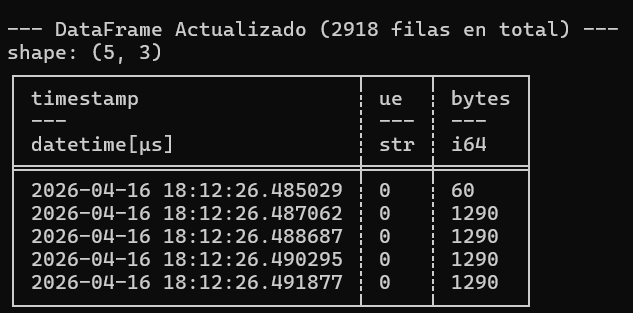 --- DataFrame Actualizado (2918 filas en total) ---
shape: (5, 3)
timestamp ue bytes
--- --- ---
datetime[μs] str i64
2026-04-16 18:12:26.485029 0 60
2026-04-16 18:12:26.487062 0 1290
2026-04-16 18:12:26.488687 0 1290
2026-04-16 18:12:26.490295 0 1290
2026-04-16 18:12:26.491877 0 1290